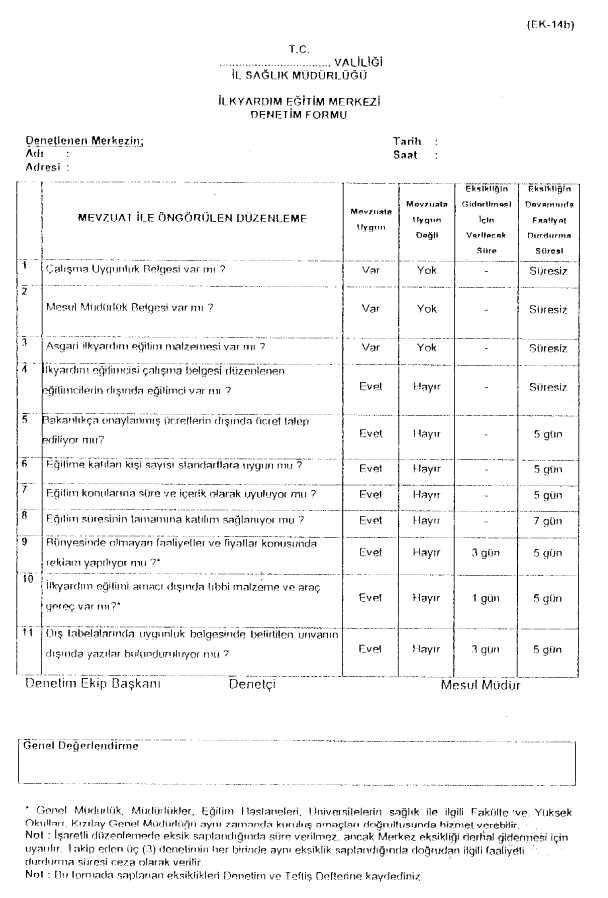 (EK-14b)
T.C.
................................ VALİLİĞİ
İL SAĞLIK MÜDÜRLÜĞÜ
İLKYARDIM EĞİTİM MERKEZİ
DENETİM FORMU
Denetlenen Merkezin;
Adı :
Adresi :
Tarih :
Saat :
MEVZUAT İLE ÖNGÖRÜLEN DÜZENLEME
Mevzuata
Uygun
Mevzuata
Uygun
Değil
Eksikliğin
Giderilmesi
İçin
Verilecek
Süre
Eksikliğin
Devamında
Faaliyet
Durdurma
Süresi
1 Çalışma Uygunluk Belgesi var mı ? Var Yok - Süresiz
2 Mesul Müdürlük Belgesi var mı ? Var Yok - Süresiz
3 Asgari ilkyardım eğitim malzemesi var mı ? Var Yok - Süresiz
4 İlkyardım eğitimcisi çalışma belgesi düzenlenen
eğitimcilerin dışında eğitimci var mı ? Evet Hayır - Süresiz
5 Bakanlıkça onaylanmış ücretlerin dışında ücret talep
ediliyor mu? Evet Hayır - 5 gün
6 Eğitime katılan kişi sayısı standartlara uygun mu ? Evet Hayır - 5 gün
7 Eğitim konularına süre ve içerik olarak uyuluyor mu ? Evet Hayır - 5 gün
8 Eğitim süresinin tamamına katılım sağlanıyor mu ? Evet Hayır - 7 gün
9 Bünyesinde olmayan faaliyetler ve fiyatlar konusunda
reklam yapılıyor mu ?* Evet Hayır 3 gün 5 gün
10 İlkyardım eğitimi amacı dışında tıbbi malzeme ve araç
gereç var mı?* Evet Hayır 1 gün 5 gün
11 Dış tabelalarında uygunluk belgesinde belirtilen unvanın
dışında yazılar bulunduruluyor mu ? Evet Hayır 3 gün 5 gün
Denetim Ekip Başkanı Denetçi Mesul Müdür
Genel Değerlendirme
* Genel Müdürlük, Müdürlükler, Eğitim Hastaneleri, Üniversitelerin sağlık ile ilgili Fakülte ve Yüksek
Okulları, Kızılay Genel Müdürlüğü aynı zamanda kuruluş amaçları doğrultusunda hizmet verebilir.
Not : İşaretli düzenlemede eksik saplandığında süre verilmez, ancak Merkez eksikliği derhal gidermesi için
uyarılır. Takip eden üç (3) denetimin her birinde aynı eksiklik saplandığında doğrudan ilgili faaliyeti
durdurma süresi ceza olarak verilir.
Not : Bu formada saplanan eksiklikleri Denetim ve Teftiş Defterine kaydediniz.